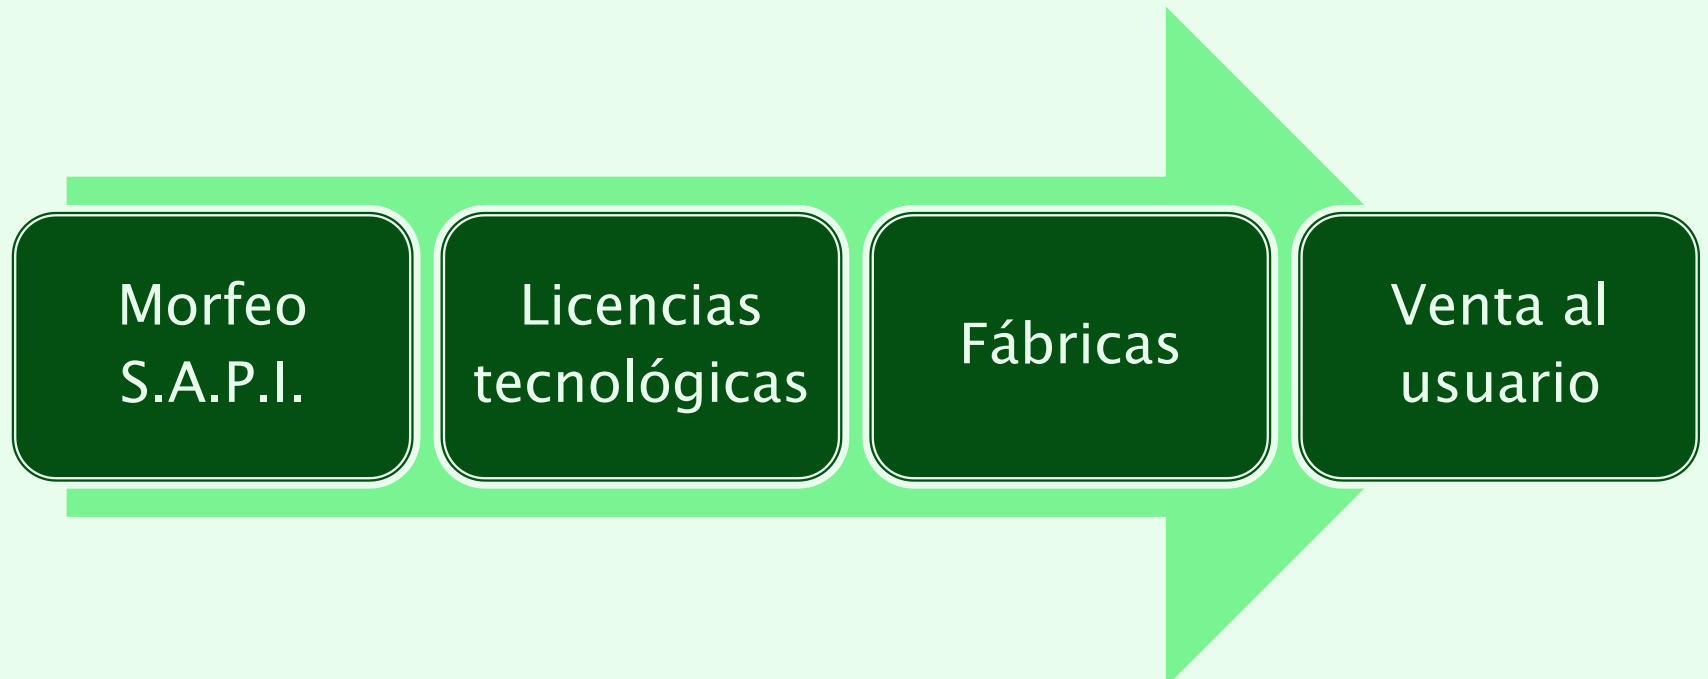 Morfeo
S.A.P.I.
Licencias
tecnológicas
Fábricas
Venta al
usuario